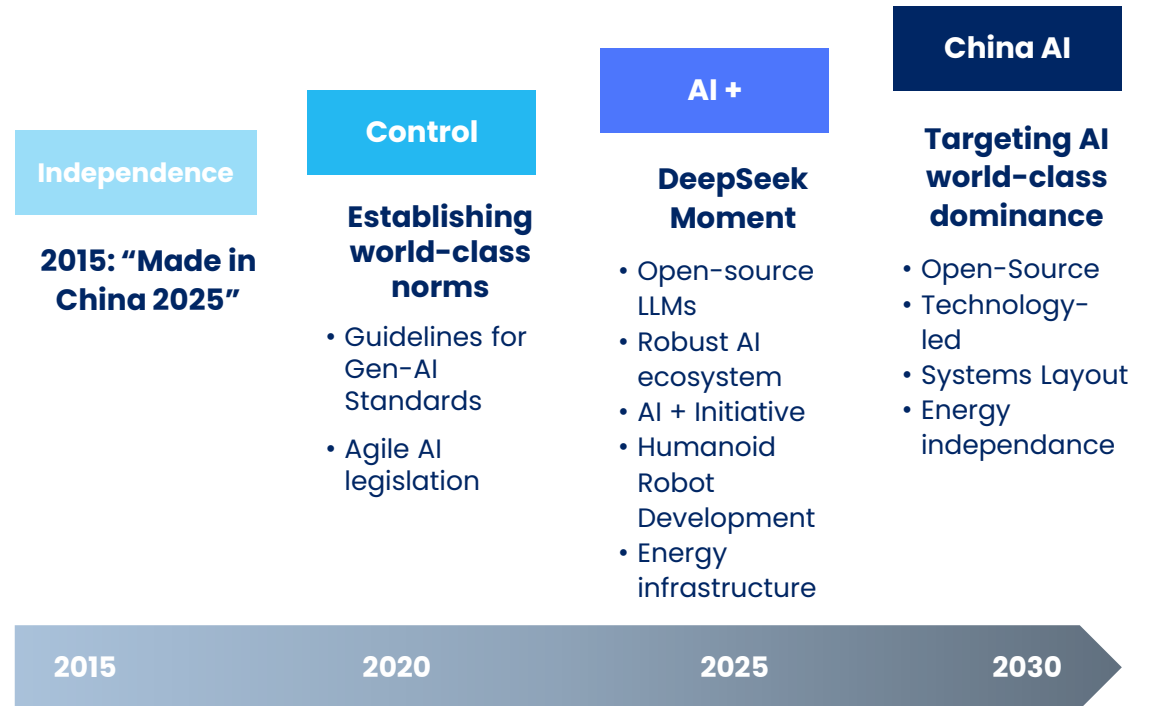 Independence
2015: “Made in
China 2025”
Control
Establishing
world-class
norms
• Guidelines for
Gen-AI
Standards
• Agile AI
legislation
AI +
DeepSeek
Moment
• Open-source
LLMs
• Robust AI
ecosystem
• AI + Initiative
• Humanoid
Robot
Development
• Energy
infrastructure
China AI
Targeting AI
world-class
dominance
• Open-Source
• Technology-
led
• Systems Layout
• Energy
independance
2015
2020
2025
2030